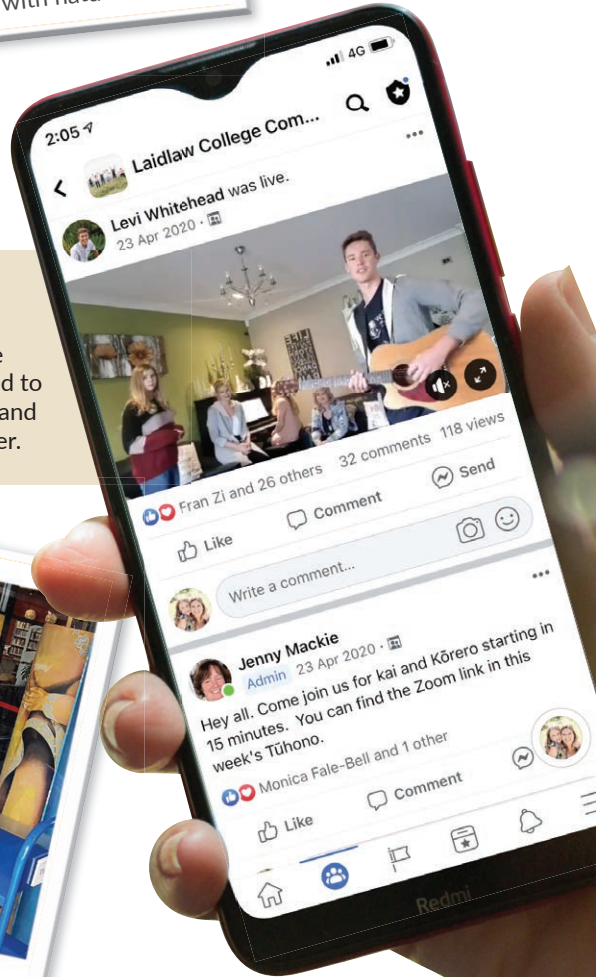 with natu
2:05
4G
Laidlaw College Com...
Levi Whitehead was live.
23 Apr 2020 ·
e
d to
and
er.
Fran Zi and 26 others 32 comments 118 views
Like Comment Send
Write a comment...
Jenny Mackie
Admin 23 Apr 2020 ·
Hey all. Come join us for kai and Kōrero starting in
15 minutes. You can find the Zoom link in this
week's Tūhono.
Monica Fale-Bell and 1 other
Like Comment
Redmi